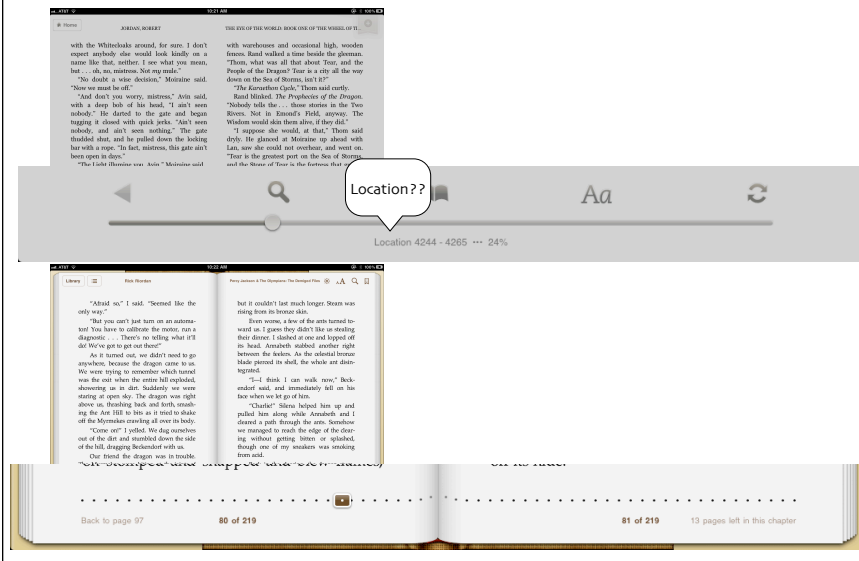 AT&T 10:21 AM 100%
Home
JORDAN, ROBERT
THE EYE OF THE WORLD: BOOK ONE OF THE WHEEL OF TI...
with the Whitecloaks around, for sure. I don't
expect anybody else would look kindly on a
name like that, neither. I see what you mean,
but . . . uh, no, mistress. Not my mule."
"No doubt a wise decision," Moiraine said.
"Now we must be off."
"And don't you worry, mistress," Avin said,
with a deep bob of his head, "I ain't seen
nobody." He darted to the gate and began
tugging it closed with quick jerks. "Ain't seen
nobody, and ain't seen nothing." The gate
thudded shut, and he pulled down the locking
bar with a rope. "In fact, mistress, this gate ain't
been open in days."
"The Light illumine you, Avin," Moiraine said
with warehouses and occasional high, wooden
fences. Rand walked a time beside the gleeman.
"Thom, what was all that about Tear, and the
People of the Dragon? Tear is a city all the way
down on the Sea of Storms, isn't it?"
"The Karaethon Cycle," Thom said curtly.
Rand blinked. The Prophecies of the Dragon.
"Nobody tells the . . . those stories in the Two
Rivers. Not in Emond's Field, anyway. The
Wisdom would skin them alive, if they did."
"I suppose she would, at that," Thom said
dryly. He glanced at Moiraine up ahead with
Lan, saw she could not overhear, and went on.
"Tear is the greatest port on the Sea of Storms,
and the Stone of Tear is the fortress that
Location??
Aa
Location 4244 - 4265 ••• 24%
AT&T 10:22 AM 100%
Library
Rick Riordan
Percy Jackson & The Olympians: The Demigod Files
AA
"Afraid so," I said. "Seemed like the
only way."
"But you can't just turn on an automa-
ton! You have to calibrate the motor, run a
diagnostic . . . There's no telling what it'll
do! We've got to get out there!"
As it turned out, we didn't need to go
anywhere, because the dragon came to us.
We were trying to remember which tunnel
was the exit when the entire hill exploded,
showering us in dirt. Suddenly we were
staring at open sky. The dragon was right
above us, thrashing back and forth, smash-
ing the Ant Hill to bits as it tried to shake
off the Myrmekes crawling all over its body.
"Come on!" I yelled. We dug ourselves
out of the dirt and stumbled down the side
of the hill, dragging Beckendorf with us.
Our friend the dragon was in trouble.
but it couldn't last much longer. Steam was
rising from its bronze skin.
Even worse, a few of the ants turned to-
ward us. I guess they didn't like us stealing
their dinner. I slashed at one and lopped off
its head. Annabeth stabbed another right
between the feelers. As the celestial bronze
blade pierced its shell, the whole ant disin-
tegrated.
"I—I think I can walk now," Beck-
endorf said, and immediately fell on his
face when we let go of him.
"Charlie!" Silena helped him up and
pulled him along while Annabeth and I
cleared a path through the ants. Somehow
we managed to reach the edge of the clear-
ing without getting bitten or splashed,
though one of my sneakers was smoking
from acid.
Back to page 97
80 of 219
81 of 219
13 pages left in this chapter